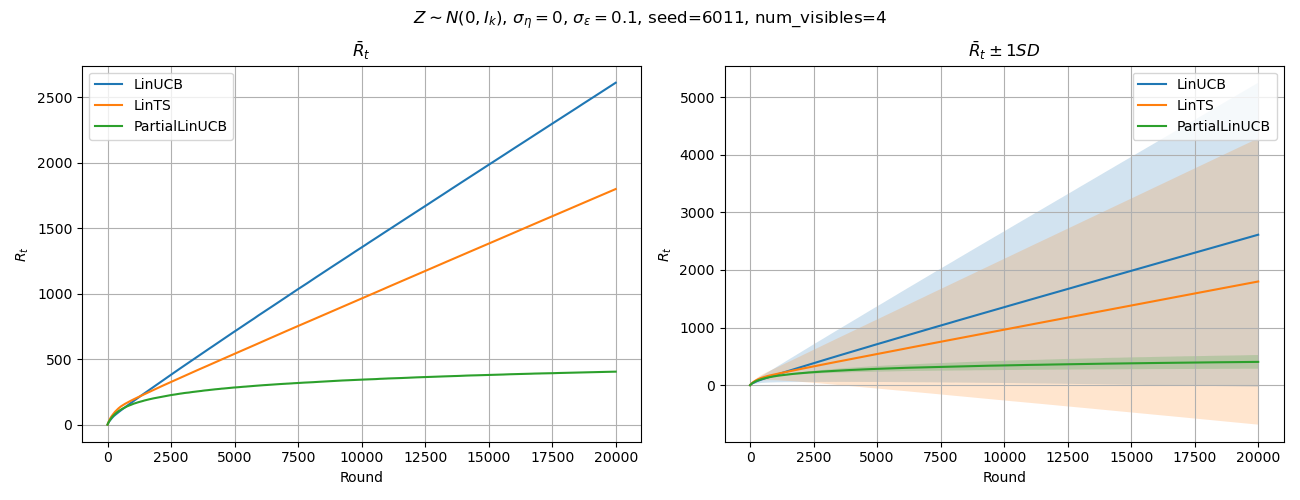 Z ∼ N(0, I_k), σ_η = 0, σ_ε = 0.1, seed=6011, num_visibles=4
R̄_t
LinUCB
LinTS
PartialLinUCB
R_t
2500
2000
1500
1000
500
0
0 2500 5000 7500 10000 12500 15000 17500 20000
Round
R̄_t ± 1SD
LinUCB
LinTS
PartialLinUCB
R_t
5000
4000
3000
2000
1000
0
0 2500 5000 7500 10000 12500 15000 17500 20000
Round